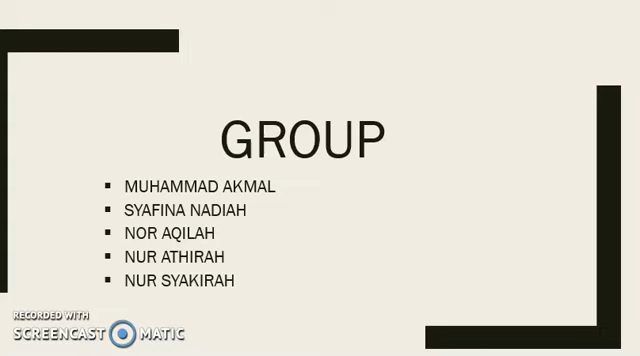 GROUP
MUHAMMAD AKMAL
SYAFINA NADIAH
NOR AQILAH
NUR ATHIRAH
NUR SYAKIRAH
RECORDED WITH
SCREENCAST MATIC